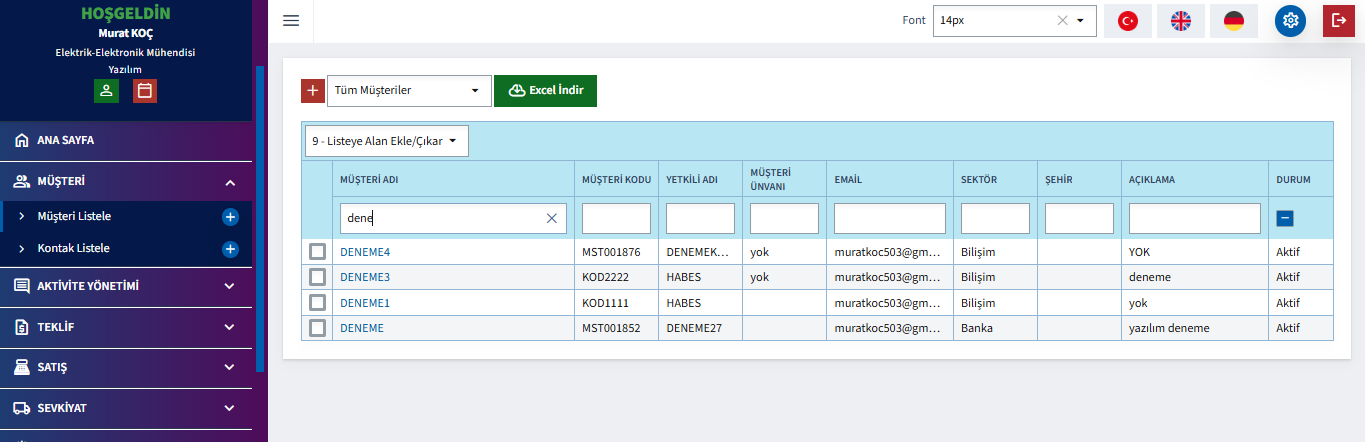 HOŞGELDİN
Murat KOÇ
Elektrik-Elektronik Mühendisi
Yazılım
ANA SAYFA
MÜŞTERİ
Müşteri Listele
Kontak Listele
AKTİVİTE YÖNETİMİ
TEKLİF
SATIŞ
SEVKİYAT
Font 14px
Tüm Müşteriler Excel İndir
9 - Listeye Alan Ekle/Çıkar
MÜŞTERİ ADI MÜŞTERİ KODU YETKİLİ ADI MÜŞTERİ ÜNVANI EMAIL SEKTÖR ŞEHİR AÇIKLAMA DURUM
dene
DENEME4 MST001876 DENEMEK... yok muratkoc503@gm... Bilişim YOK Aktif
DENEME3 KOD2222 HABES yok muratkoc503@gm... Bilişim deneme Aktif
DENEME1 KOD1111 HABES muratkoc503@gm... Bilişim yok Aktif
DENEME MST001852 DENEME27 muratkoc503@gm... Banka yazılım deneme Aktif